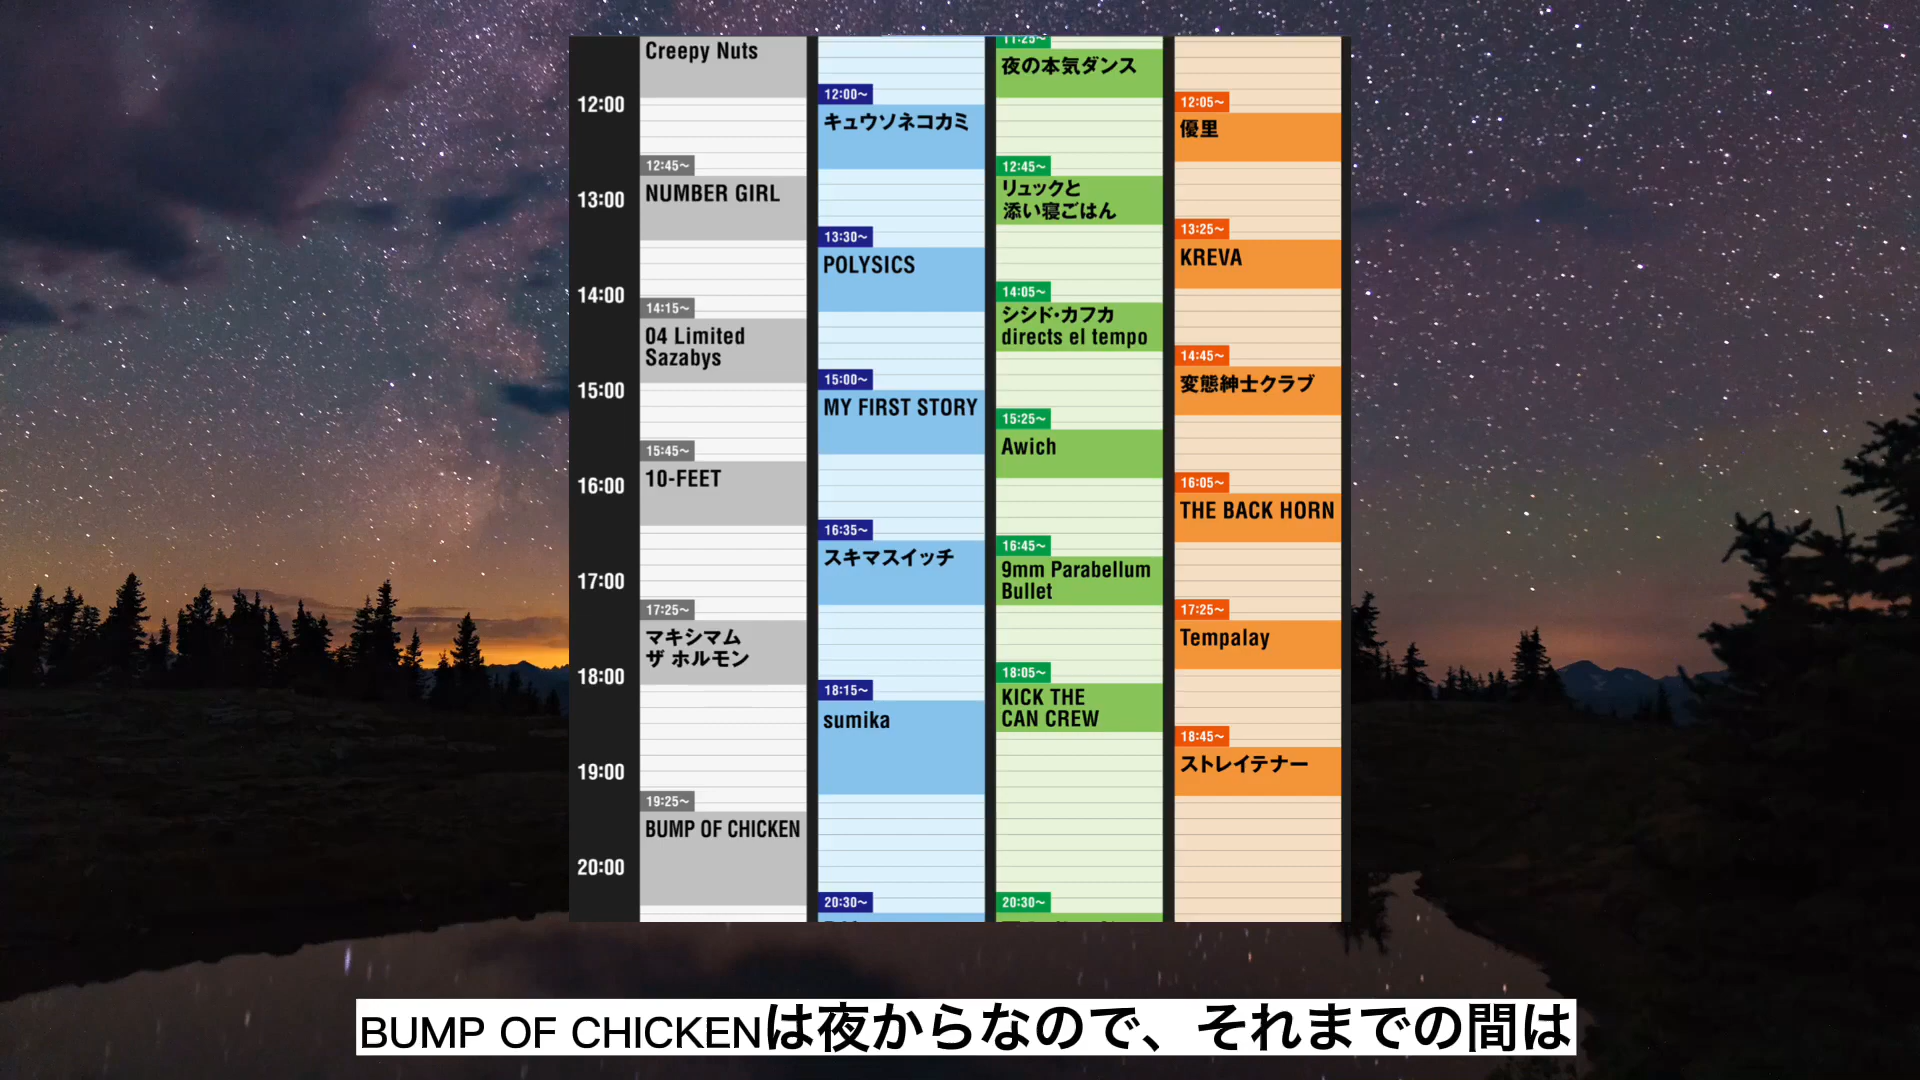 Creepy Nuts
12:00
12:45~
NUMBER GIRL
13:00
14:00
14:15~
04 Limited
Sazabys
15:00
15:45~
10-FEET
16:00
17:00
17:25~
マキシマム
ザ ホルモン
18:00
19:00
19:25~
BUMP OF CHICKEN
20:00
12:00~
キュウソネコカミ
13:30~
POLYSICS
15:00~
MY FIRST STORY
16:35~
スキマスイッチ
18:15~
sumika
20:30~
11:25~
夜の本気ダンス
12:45~
リュックと
添い寝ごはん
14:05~
シシド・カフカ
directs el tempo
15:25~
Awich
16:45~
9mm Parabellum
Bullet
18:05~
KICK THE
CAN CREW
20:30~
12:05~
優里
13:25~
KREVA
14:45~
変態紳士クラブ
16:05~
THE BACK HORN
17:25~
Tempalay
18:45~
ストレイテナー
BUMP OF CHICKENは夜からなので、それまでの間は